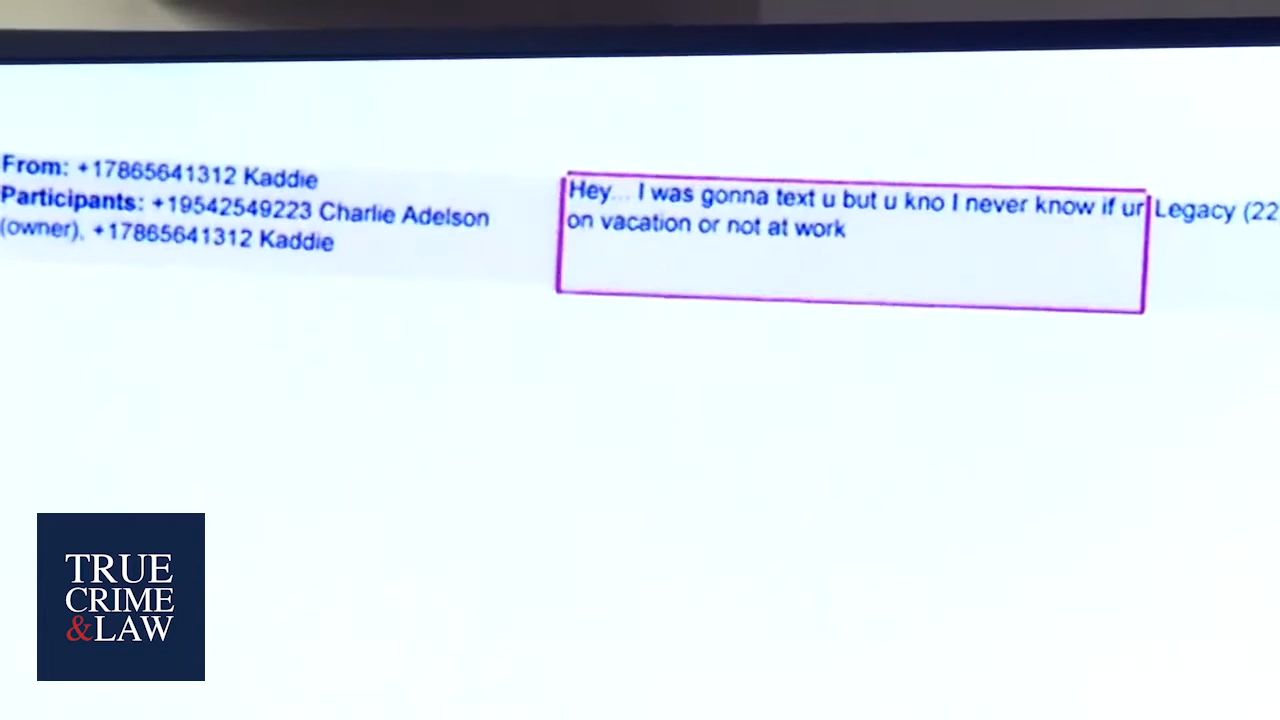 From: +17865641312 Kaddie
Participants: +19542549223 Charlie Adelson
(owner), +17865641312 Kaddie
Hey... I was gonna text u but u kno I never know if ur
on vacation or not at work
Legacy (22,
TRUE
CRIME
&LAW